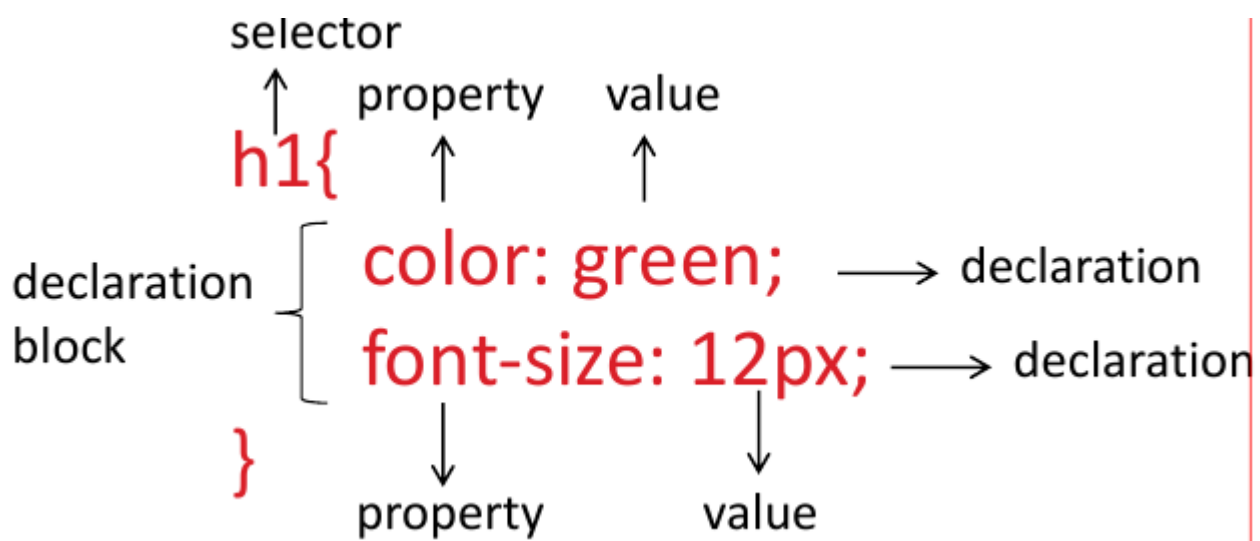 selector
property value
h1{
color: green; declaration
declaration
block
font-size: 12px; declaration
}
property value